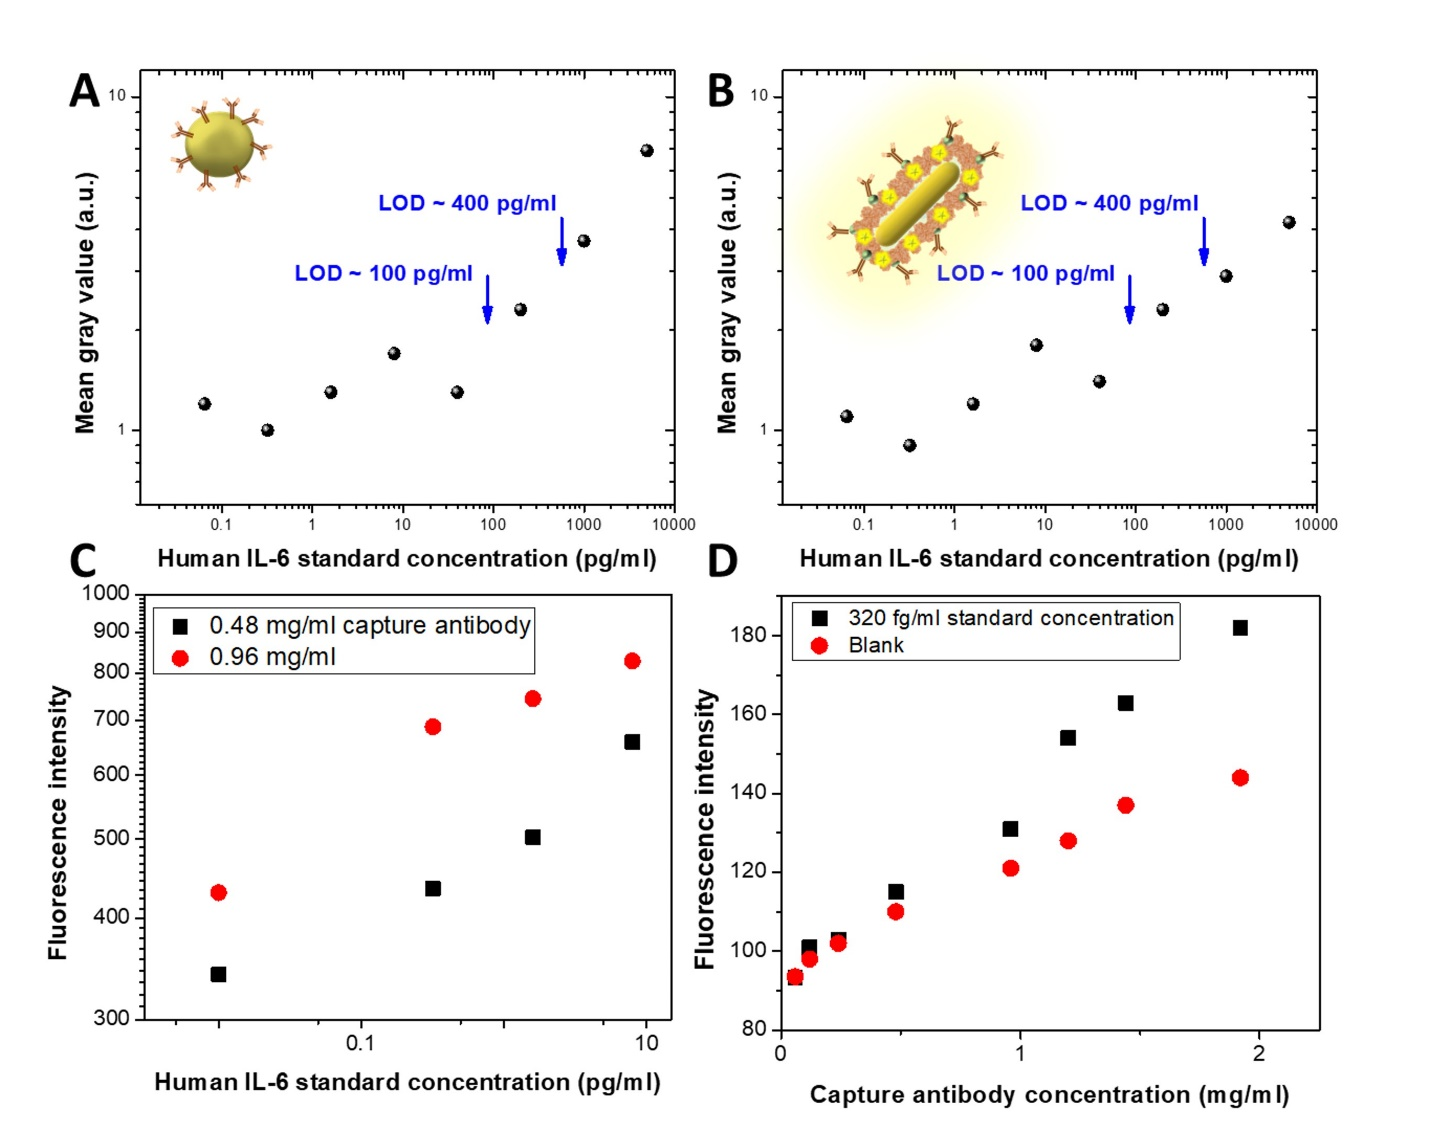 A
10
1
Mean gray value (a.u.)
LOD ~ 400 pg/ml
LOD ~ 100 pg/ml
0.1 1 10 100 1000 10000
Human IL-6 standard concentration (pg/ml)
B
10
1
Mean gray value (a.u.)
LOD ~ 400 pg/ml
LOD ~ 100 pg/ml
0.1 1 10 100 1000 10000
Human IL-6 standard concentration (pg/ml)
C
1000
900
800
700
600
500
400
300
Fluorescence intensity
0.48 mg/ml capture antibody
0.96 mg/ml
0.1 10
Human IL-6 standard concentration (pg/ml)
D
180
160
140
120
100
80
Fluorescence intensity
320 fg/ml standard concentration
Blank
0 1 2
Capture antibody concentration (mg/ml)